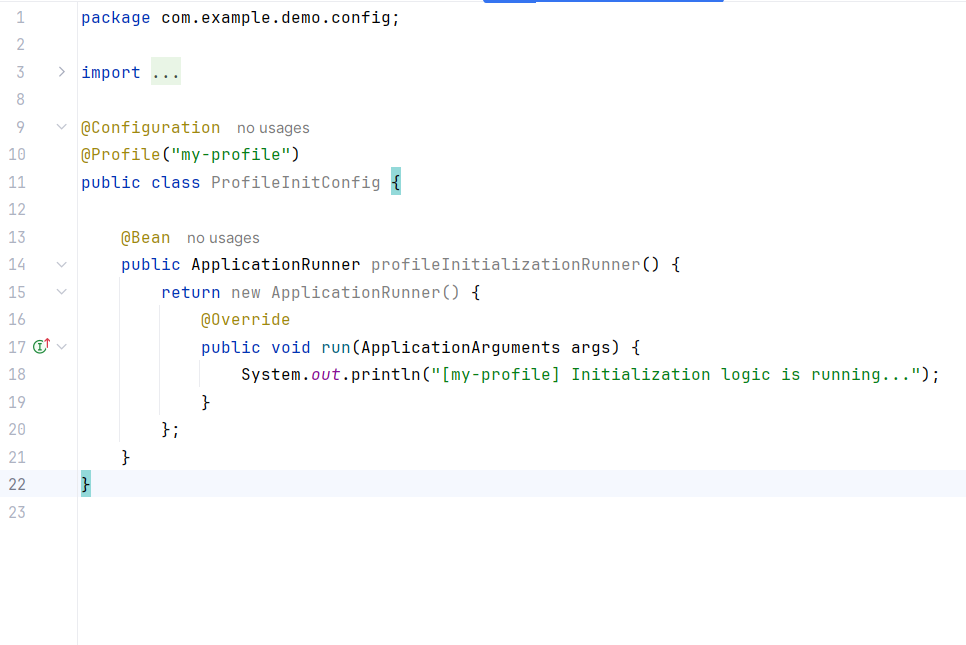 1 package com.example.demo.config;
2
3 import ...
8
9 @Configuration no usages
10 @Profile("my-profile")
11 public class ProfileInitConfig {
12
13 @Bean no usages
14 public ApplicationRunner profileInitializationRunner() {
15 return new ApplicationRunner() {
16 @Override
17 public void run(ApplicationArguments args) {
18 System.out.println("[my-profile] Initialization logic is running...");
19 }
20 };
21 }
22 }
23